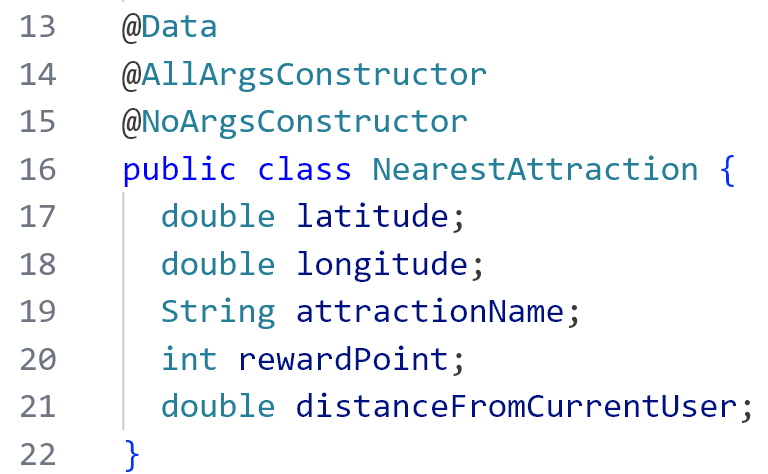 13 @Data
14 @AllArgsConstructor
15 @NoArgsConstructor
16 public class NearestAttraction {
17 double latitude;
18 double longitude;
19 String attractionName;
20 int rewardPoint;
21 double distanceFromCurrentUser;
22 }